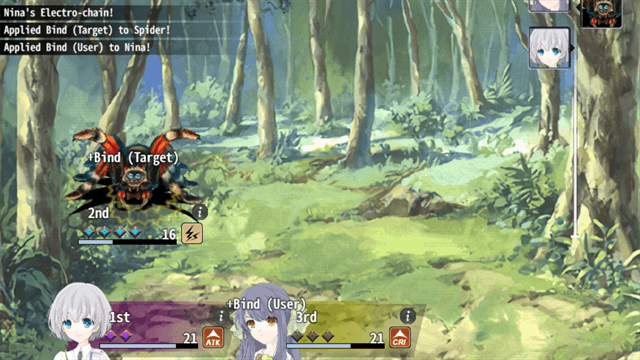 Nina's Electro-chain!
Applied Bind (Target) to Spider!
Applied Bind (User) to Nina!
+Bind (Target)
2nd
i
16
+Bind (User)
1st
i
21
ATK
3rd
i
21
CRI